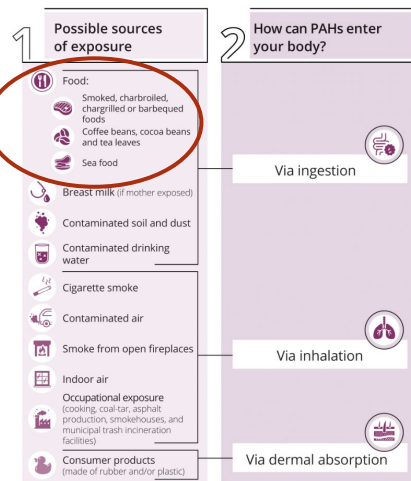 1
Possible sources
of exposure
Food:
Smoked, charbroiled,
chargrilled or barbequed
foods
Coffee beans, cocoa beans
and tea leaves
Sea food
Breast milk (if mother exposed)
Contaminated soil and dust
Contaminated drinking
water
Cigarette smoke
Contaminated air
Smoke from open fireplaces
Indoor air
Occupational exposure
(cooking, coal-tar, asphalt
production, smokehouses, and
municipal trash incineration
facilities)
Consumer products
(made of rubber and/or plastic)
2
How can PAHs enter
your body?
Via ingestion
Via inhalation
Via dermal absorption